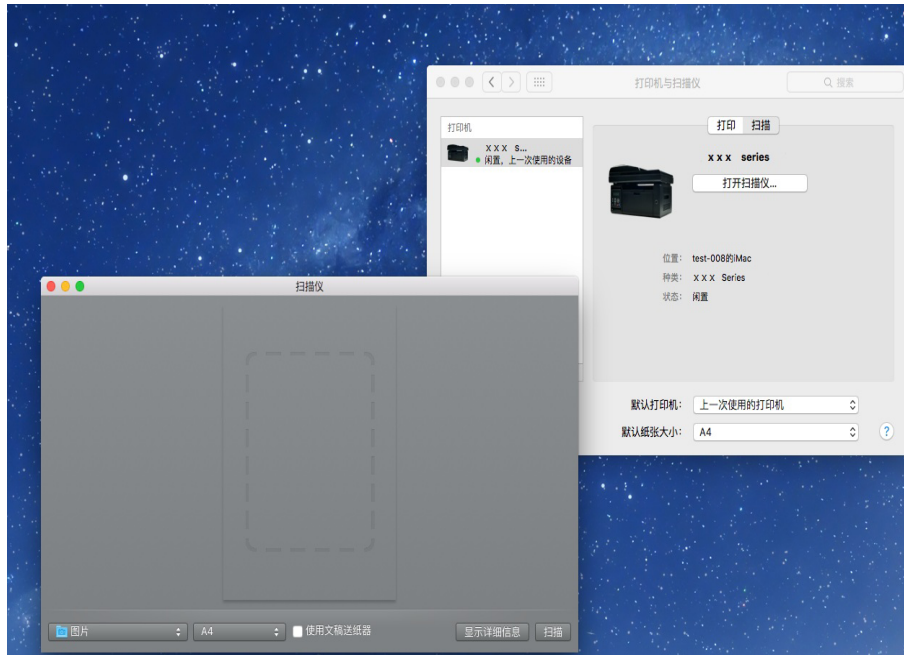 打印机与扫描仪
搜索
打印机
X X X S...
闲置，上一次使用的设备
打印 扫描
x x x series
打开扫描仪...
位置： test-008的iMac
种类： X X X Series
状态： 闲置
默认打印机： 上一次使用的打印机
默认纸张大小： A4
?
扫描仪
图片
A4
使用文稿送纸器
显示详细信息
扫描